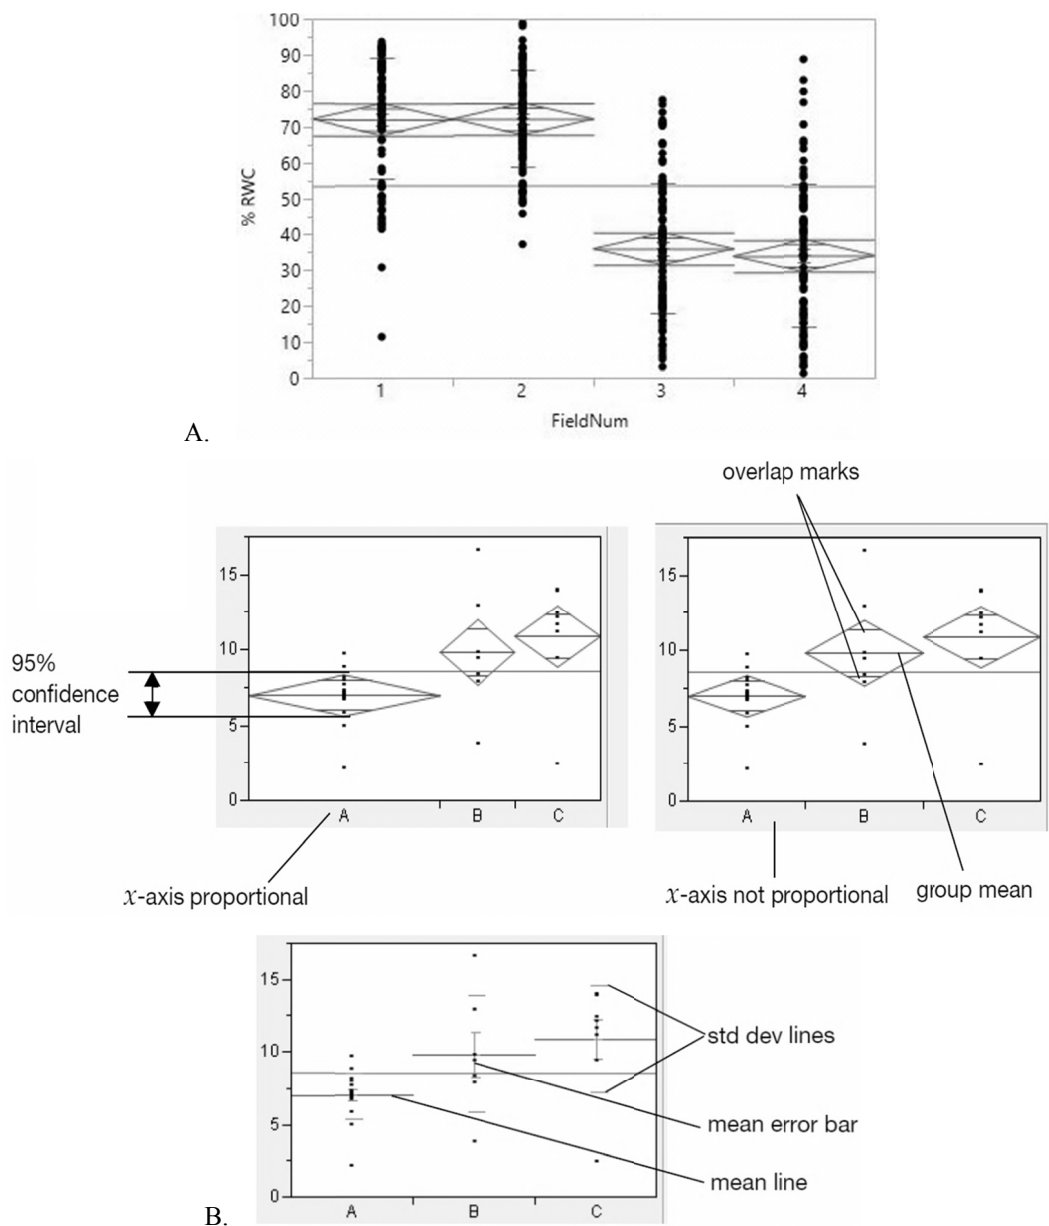 100
90
80
70
60
50
40
30
20
10
0
% RWC
1 2 3 4
FieldNum
A.
overlap marks
15
10
5
0
95%
confidence
interval
A B C
x-axis proportional
15
10
5
0
A B C
x-axis not proportional
group mean
15
10
5
0
std dev lines
mean error bar
mean line
A B C
B.